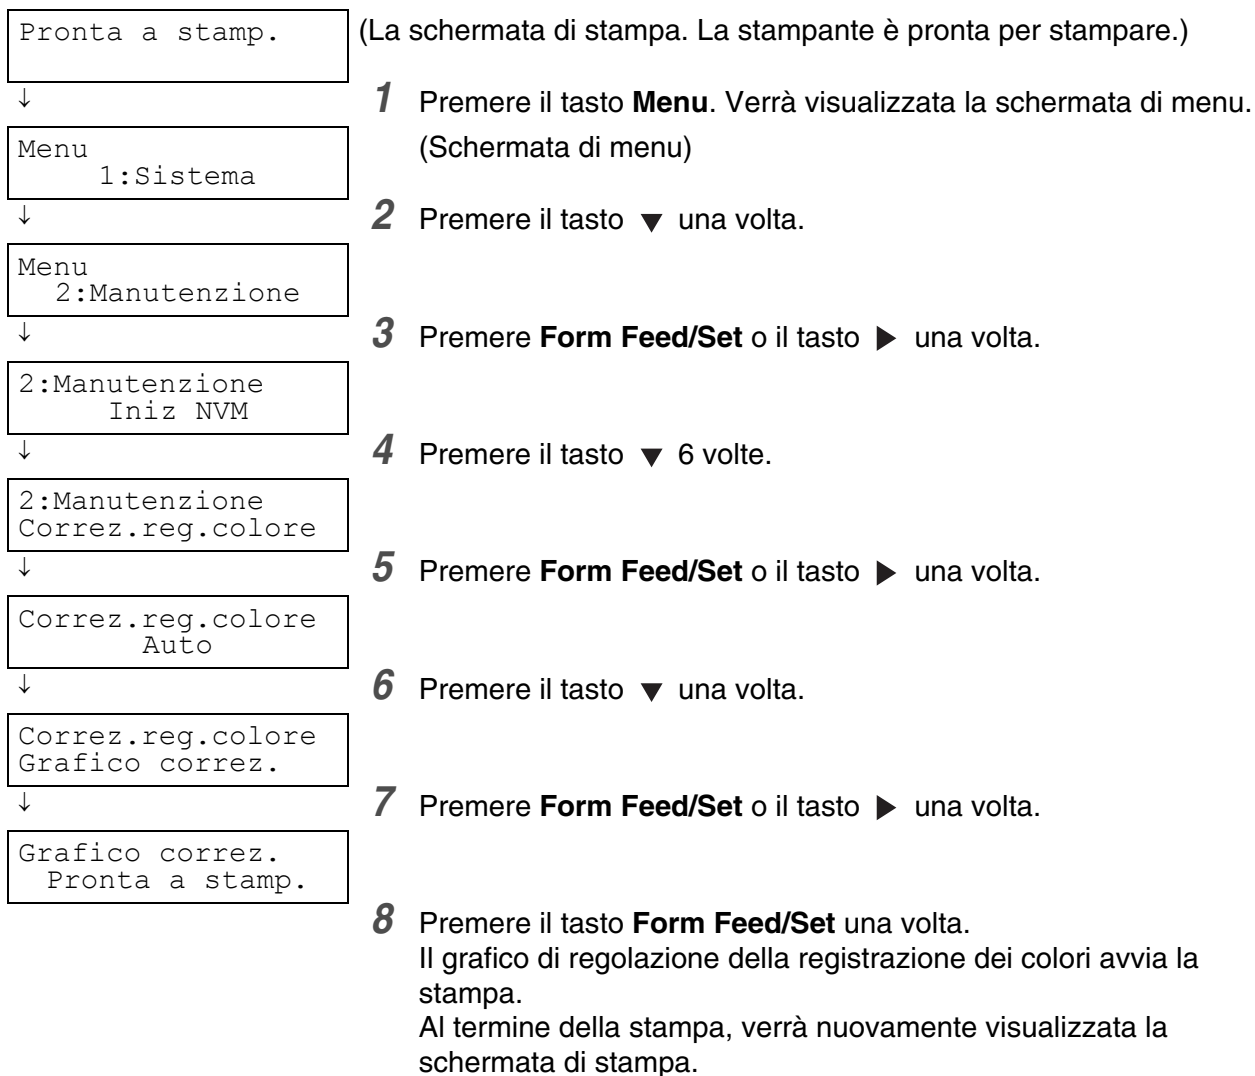 Pronta a stamp.
(La schermata di stampa. La stampante è pronta per stampare.)
↓
1 Premere il tasto Menu. Verrà visualizzata la schermata di menu.
(Schermata di menu)
Menu
1:Sistema
↓
2 Premere il tasto ▼ una volta.
Menu
2:Manutenzione
↓
3 Premere Form Feed/Set o il tasto ▶ una volta.
2:Manutenzione
Iniz NVM
↓
4 Premere il tasto ▼ 6 volte.
2:Manutenzione
Correz.reg.colore
↓
5 Premere Form Feed/Set o il tasto ▶ una volta.
Correz.reg.colore
Auto
↓
6 Premere il tasto ▼ una volta.
Correz.reg.colore
Grafico correz.
↓
7 Premere Form Feed/Set o il tasto ▶ una volta.
Grafico correz.
Pronta a stamp.
8 Premere il tasto Form Feed/Set una volta.
Il grafico di regolazione della registrazione dei colori avvia la
stampa.
Al termine della stampa, verrà nuovamente visualizzata la
schermata di stampa.